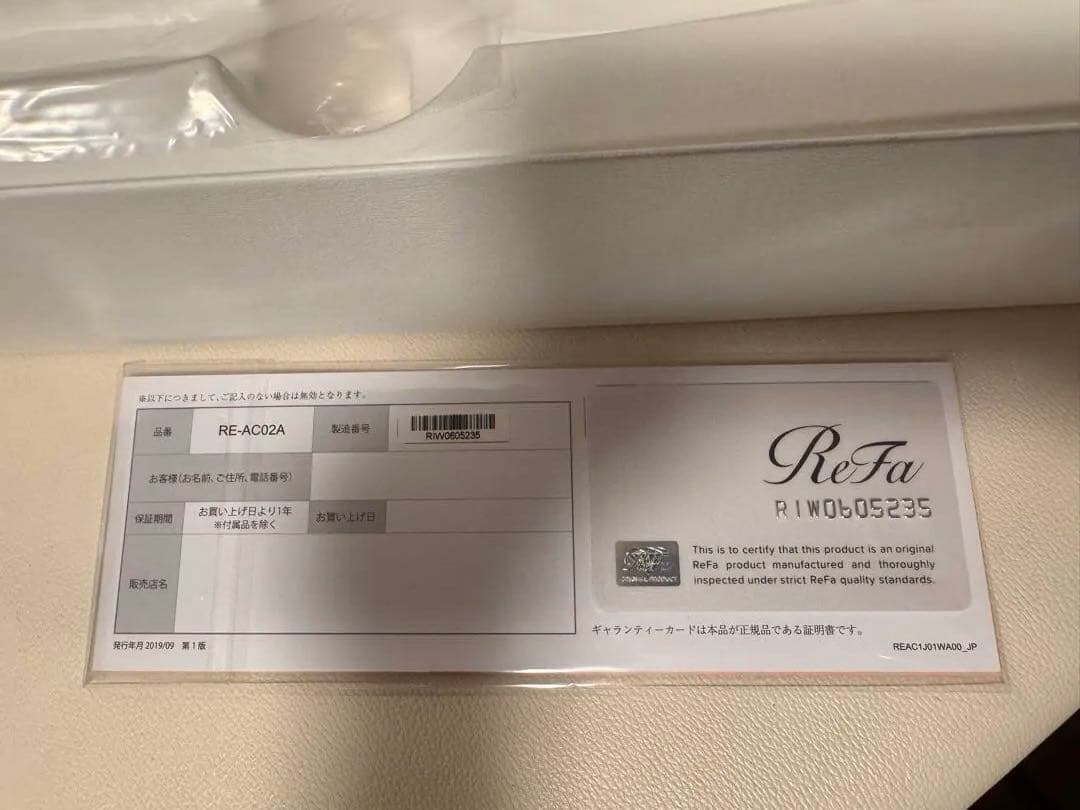 ※以下につきまして、ご記入のない場合は無効となります。
品番 RE-AC02A 製造番号 RIW0605235
お客様(お名前、ご住所、電話番号)
保証期間 お買い上げ日より1年 ※付属品を除く お買い上げ日
販売店名
発行年月 2019/09 第1版
ReFa
RIW0605235
This is to certify that this product is an original
ReFa product manufactured and thoroughly
inspected under strict ReFa quality standards.
ORIGINAL PRODUCT
ギャランティーカードは本品が正規品である証明書です。
REAC1J01WA00_JP